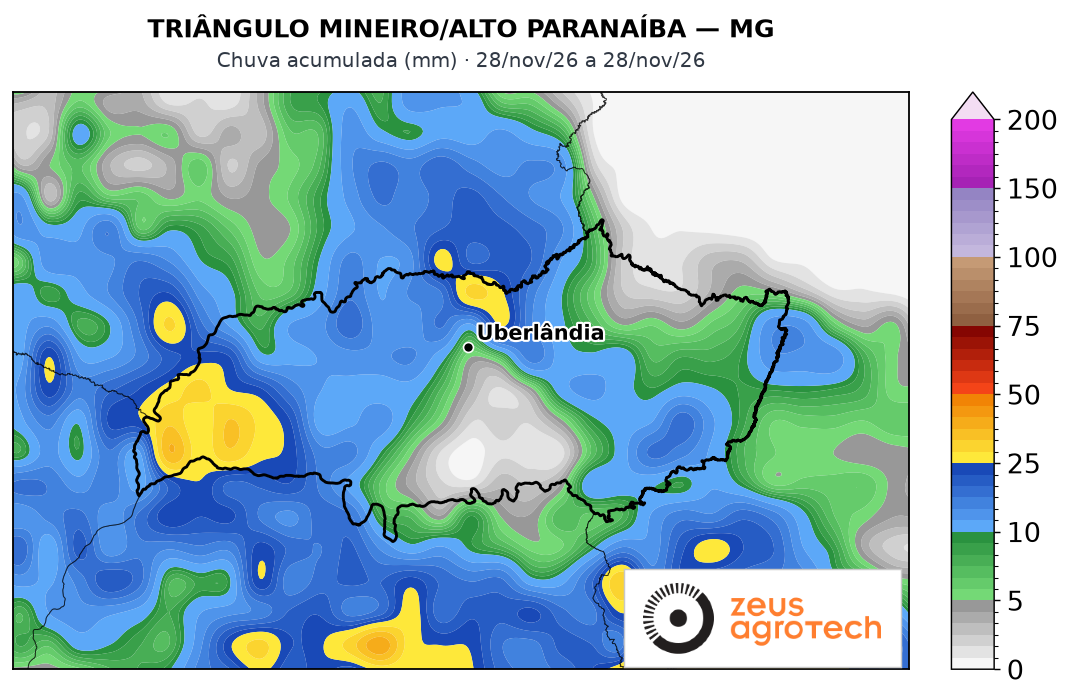 TRIÂNGULO MINEIRO/ALTO PARANAÍBA — MG
Chuva acumulada (mm) · 28/nov/26 a 28/nov/26
200
150
100
75
50
25
10
5
0
Uberlândia
zeus
agrotech